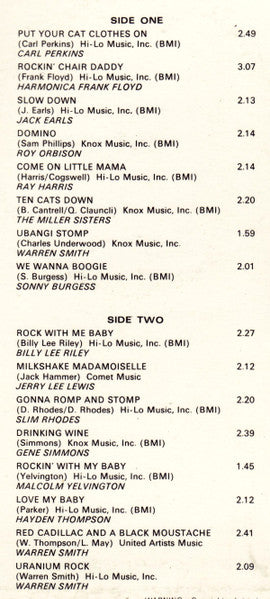 SIDE ONE
PUT YOUR CAT CLOTHES ON 2.49
(Carl Perkins) Hi-Lo Music, Inc. (BMI)
CARL PERKINS
ROCKIN' CHAIR DADDY 3.07
(Frank Floyd) Hi-Lo Music, Inc. (BMI)
HARMONICA FRANK FLOYD
SLOW DOWN 2.13
(J. Earls) Hi-Lo Music, Inc. (BMI)
JACK EARLS
DOMINO 2.14
(Sam Phillips) Knox Music, Inc. (BMI)
ROY ORBISON
COME ON LITTLE MAMA 2.14
(Harris/Cogswell) Hi-Lo Music, Inc. (BMI)
RAY HARRIS
TEN CATS DOWN 2.20
(B. Cantrell/Q. Clauncli) Knox Music, Inc. (BMI)
THE MILLER SISTERS
UBANGI STOMP 1.59
(Charles Underwood) Knox Music, Inc. (BMI)
WARREN SMITH
WE WANNA BOOGIE 2.01
(S. Burgess) Hi-Lo Music, Inc. (BMI)
SONNY BURGESS
SIDE TWO
ROCK WITH ME BABY 2.27
(Billy Lee Riley) Hi-Lo Music, Inc. (BMI)
BILLY LEE RILEY
MILKSHAKE MADAMOISELLE 2.12
(Jack Hammer) Comet Music
JERRY LEE LEWIS
GONNA ROMP AND STOMP 2.20
(D. Rhodes/D. Rhodes) Hi-Lo Music, Inc. (BMI)
SLIM RHODES
DRINKING WINE 2.39
(Simmons) Knox Music, Inc. (BMI)
GENE SIMMONS
ROCKIN' WITH MY BABY 1.45
(Yelvington) Hi-Lo Music, Inc. (BMI)
MALCOLM YELVINGTON
LOVE MY BABY 2.12
(Parker) Hi-Lo Music, Inc. (BMI)
HAYDEN THOMPSON
RED CADILLAC AND A BLACK MOUSTACHE 2.41
(W. Thompson/L. May) United Artists Music
WARREN SMITH
URANIUM ROCK 2.09
(Warren Smith) Hi-Lo Music, Inc. (BMI)
WARREN SMITH